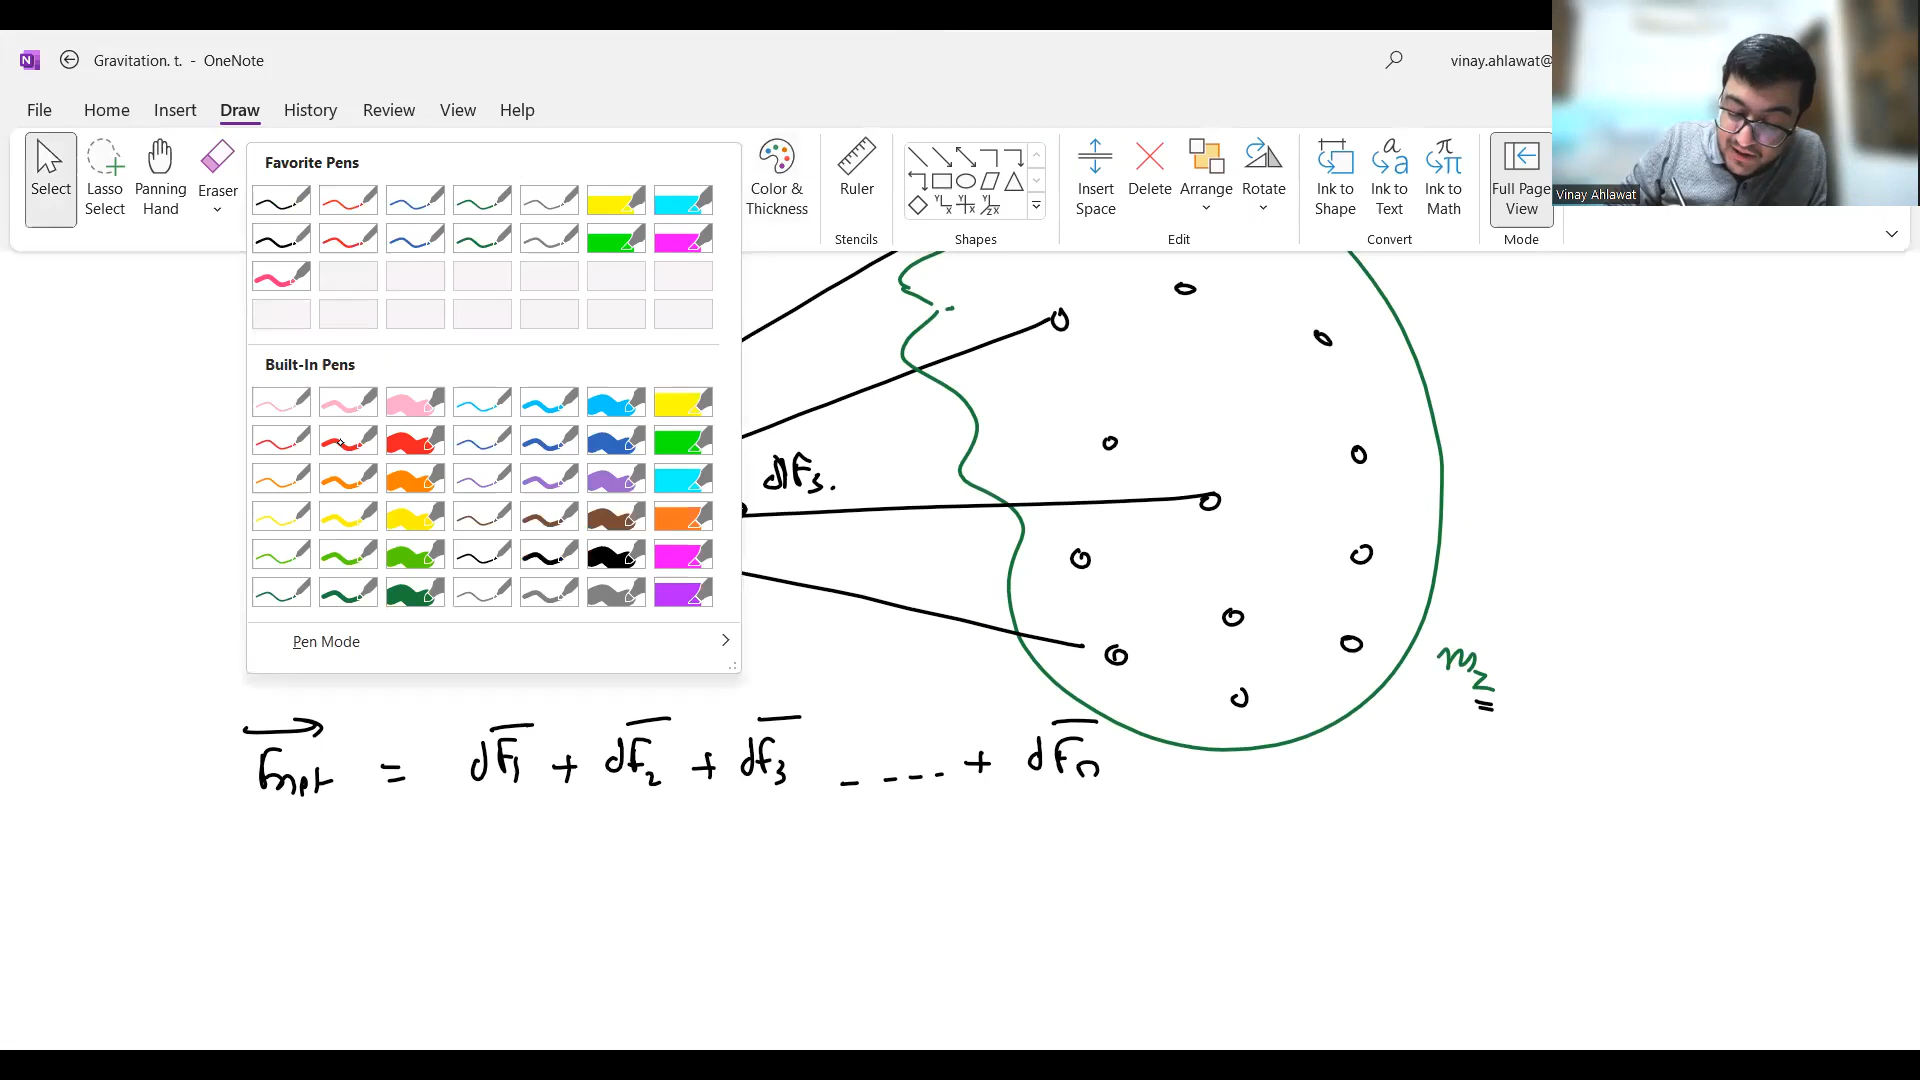 Gravitation. t. - OneNote
vinay.ahlawat@
File Home Insert Draw History Review View Help
Select
Lasso Select
Panning Hand
Eraser
Favorite Pens
Built-In Pens
Pen Mode
Color & Thickness
Ruler
Stencils
Shapes
Insert Space
Delete
Arrange
Rotate
Edit
Ink to Shape
Ink to Text
Ink to Math
Convert
Full Page View
Mode
Vinay Ahlawat
dF₃.
m₂
= dF₁ + dF₂ + dF₃ ----- + dFₙ